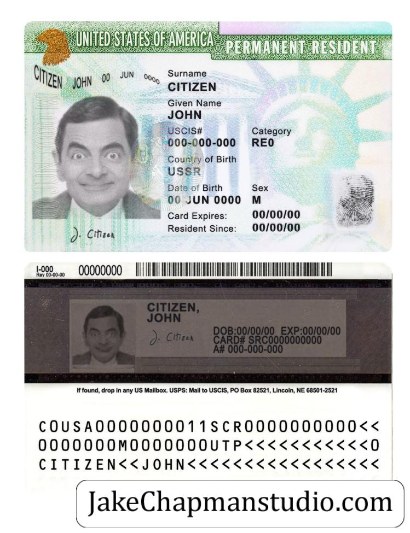 UNITED STATES OF AMERICA
PERMANENT RESIDENT
CITIZEN JOHN 00 JUN 0000
Surname
CITIZEN
Given Name
JOHN
USCIS# Category
000-000-000 RE0
Country of Birth
USSR
Date of Birth Sex
00 JUN 0000 M
Card Expires: 00/00/00
Resident Since: 00/00/00
J. Citizen
I-000 00000000
Rev 00-00-00
CITIZEN,
JOHN
J. Citizen
DOB:00/00/00 EXP:00/00/00
CARD# SRC0000000000
A# 000-000-000
If found, drop in any US Mailbox. USPS: Mail to USCIS, PO Box 82521, Lincoln, NE 68501-2521
C0USA00000000011SCR0000000000<<
0000000M0000000UTP<<<<<<<<<<<0
CITIZEN<<JOHN<<<<<<<<<<<<<<<<<
JakeChapmanstudio.com